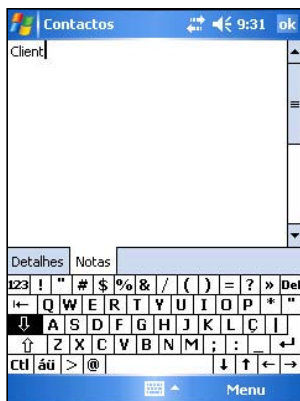 Contactos 9:31 ok
Client
Detalhes Notas
123 ! " # $ % & / ( ) = ? » Del
Q W E R T Y U I O P * "
A S D F G H J K L Ç |
Z X C V B N M ; : _
Ctl áü > @
Menu